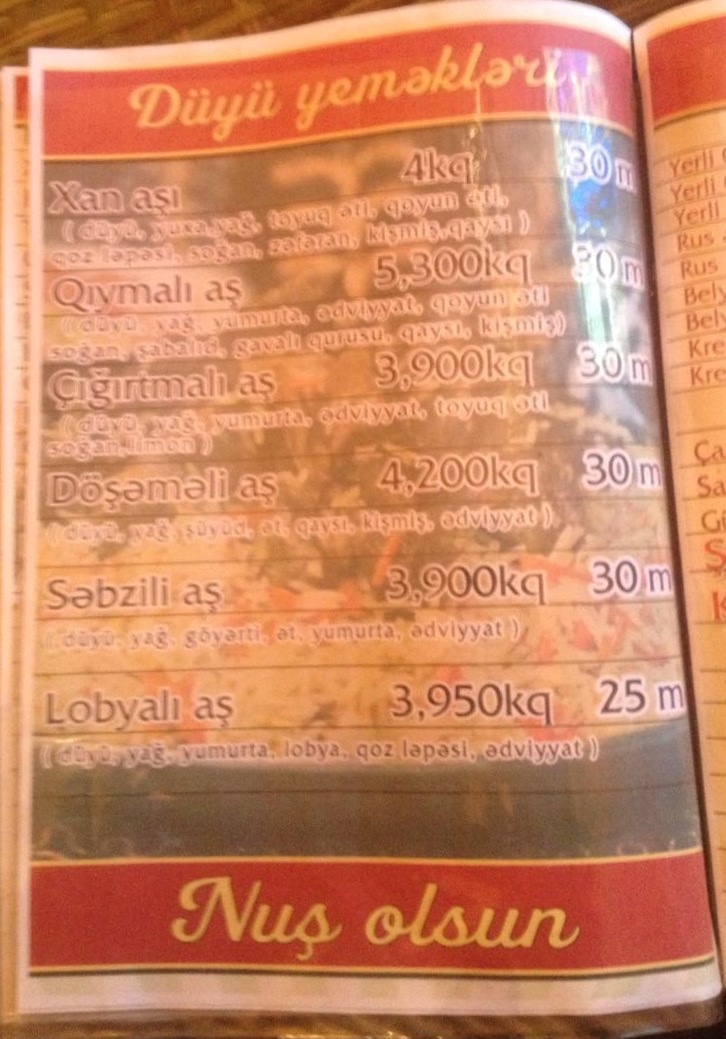 Düyü yeməkləri
Xan aşı 4kq 30 m
( düyü, yuxa,yağ, toyuq əti, qoyun əti,
qoz ləpəsi, soğan, zəfəran, kişmiş,qaysı )
Qıymalı aş 5,300kq 30 m
( düyü, yağ, yumurta, ədviyyat, qoyun əti
soğan, şabalıd, gavalı qurusu, qaysı, kişmiş)
Çığırtmalı aş 3,900kq 30 m
( düyü, yağ, yumurta, ədviyyat, toyuq əti
soğan,limon )
Döşəməli aş 4,200kq 30 m
( düyü, yağ, süyüd, ət, qaysı, kişmiş, ədviyyat )
Səbzili aş 3,900kq 30 m
( düyü, yağ, göyərti, ət, yumurta, ədviyyat )
Lobyalı aş 3,950kq 25 m
( düyü, yağ, yumurta, lobya, qoz ləpəsi, ədviyyat )
Nuş olsun
Yerli
Yerli
Yerli
Rus
Rus
Bel
Bel
Kre
Kre
Ça
Sa